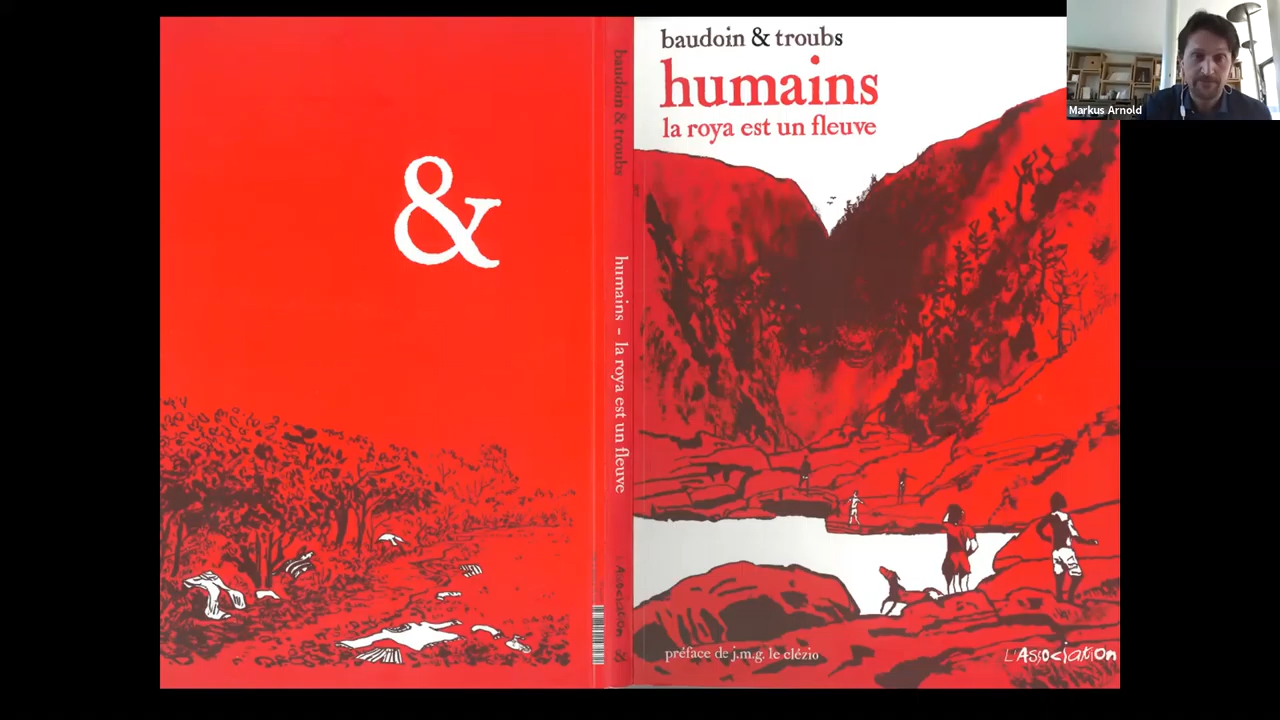 &
baudoin & troubs
humains - la roya est un fleuve
L'Association
&
baudoin & troubs
humains
la roya est un fleuve
préface de j.m.g. le clézio
L'Association
Markus Arnold